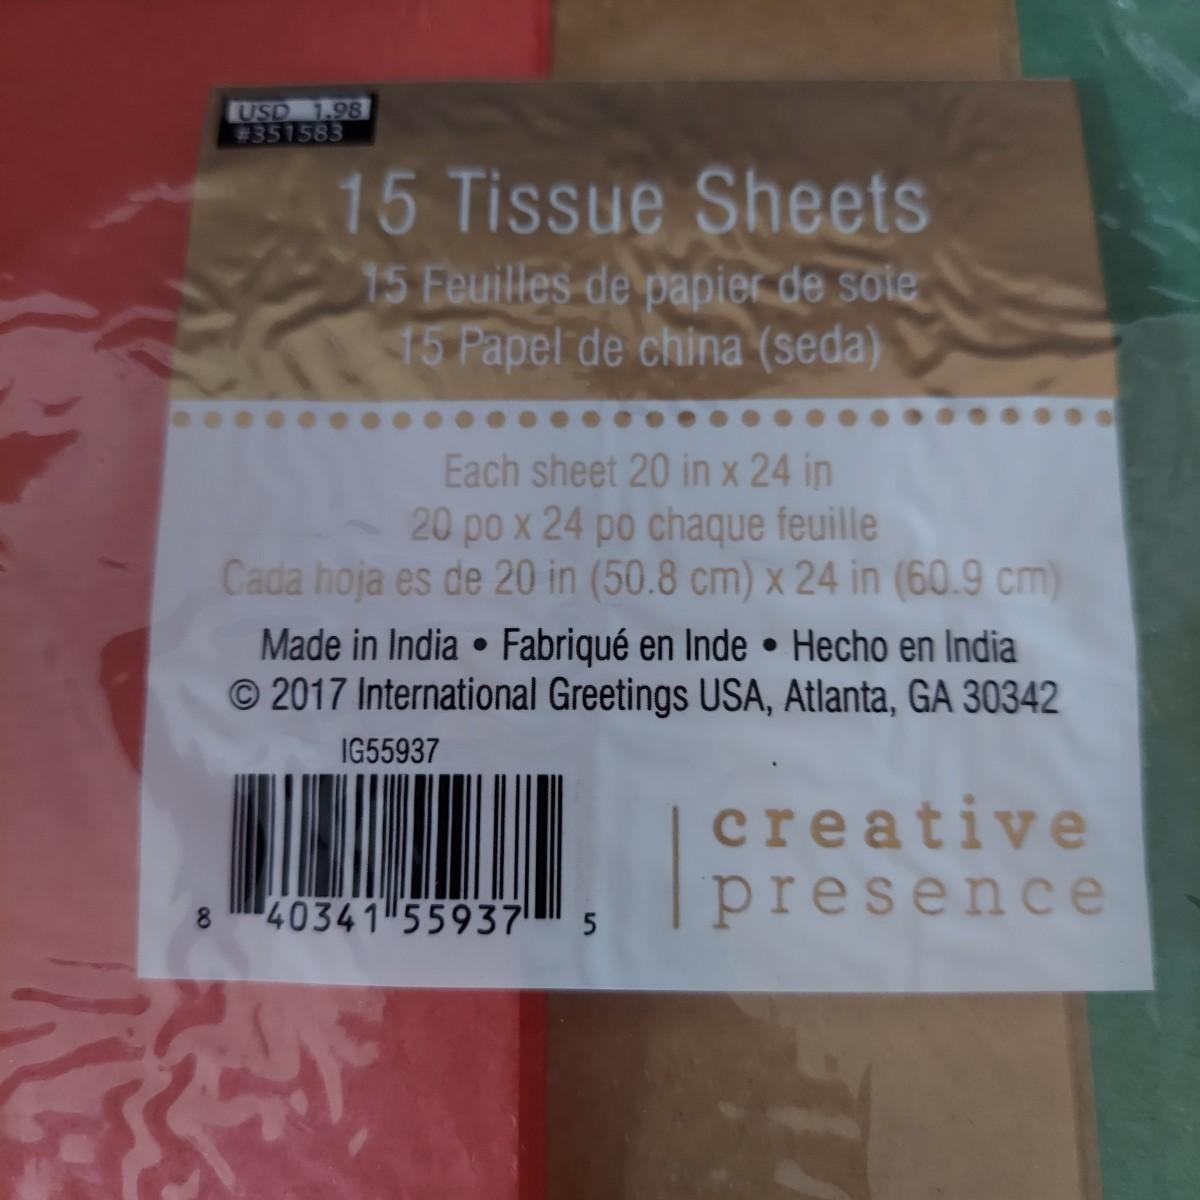 USD 1.98
#351583
15 Tissue Sheets
15 Feuilles de papier de soie
15 Papel de china (seda)
Each sheet 20 in x 24 in
20 po x 24 po chaque feuille
Cada hoja es de 20 in (50.8 cm) x 24 in (60.9 cm)
Made in India • Fabriqué en Inde • Hecho en India
© 2017 International Greetings USA, Atlanta, GA 30342
IG55937
8 40341 55937 5
creative
presence